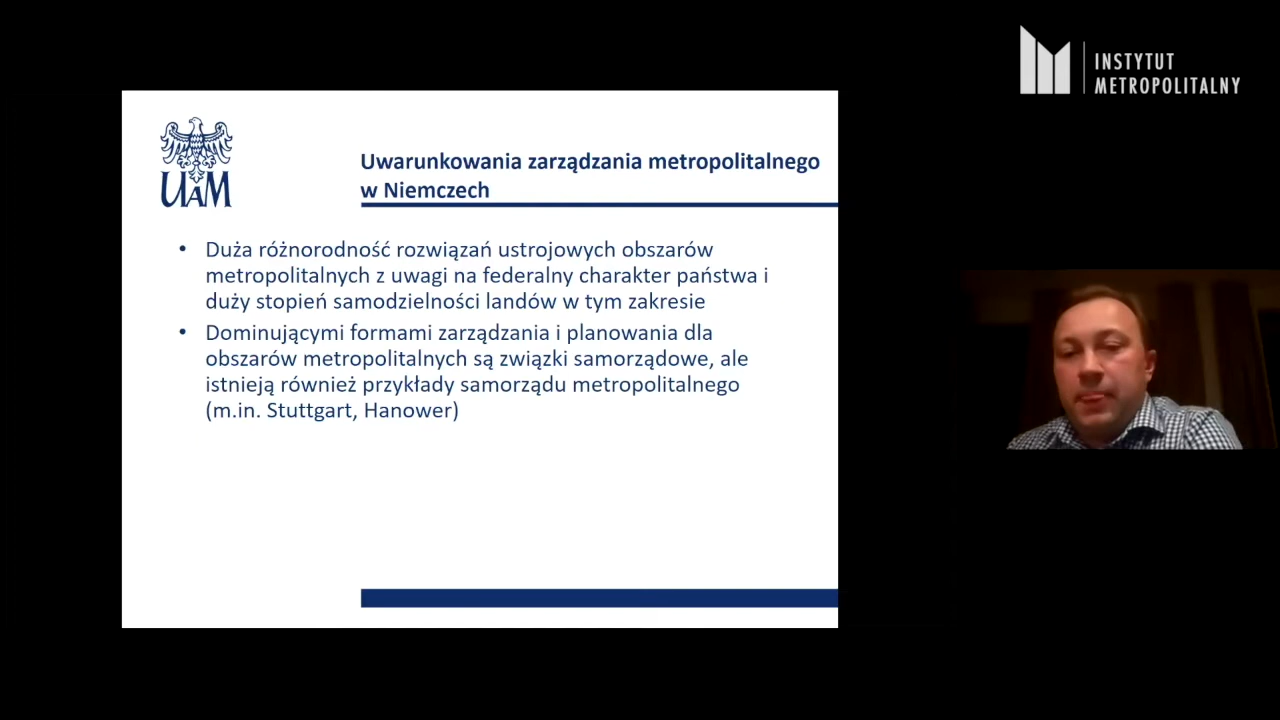 INSTYTUT
METROPOLITALNY
UAM
Uwarunkowania zarządzania metropolitalnego
w Niemczech
• Duża różnorodność rozwiązań ustrojowych obszarów
metropolitalnych z uwagi na federalny charakter państwa i
duży stopień samodzielności landów w tym zakresie
• Dominującymi formami zarządzania i planowania dla
obszarów metropolitalnych są związki samorządowe, ale
istnieją również przykłady samorządu metropolitalnego
(m.in. Stuttgart, Hanower)